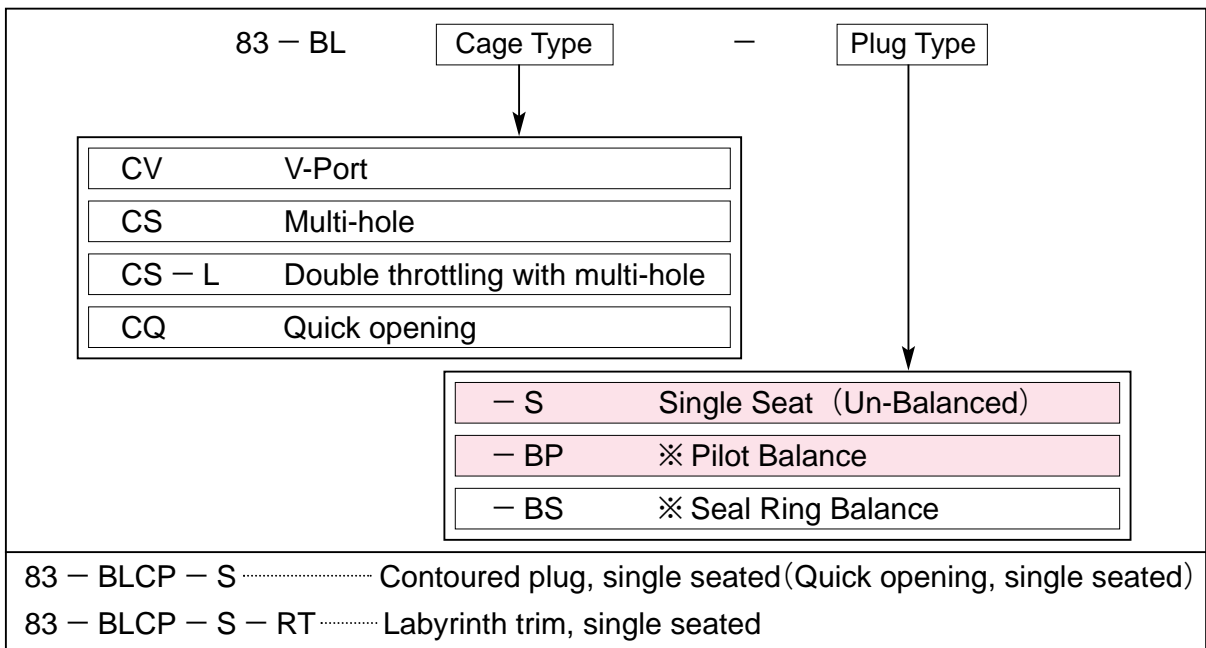 83 － BL Cage Type － Plug Type
CV V-Port
CS Multi-hole
CS － L Double throttling with multi-hole
CQ Quick opening
－ S Single Seat（Un-Balanced）
－ BP ※ Pilot Balance
－ BS ※ Seal Ring Balance
83 － BLCP － S ………… Contoured plug, single seated（Quick opening, single seated）
83 － BLCP － S － RT ………… Labyrinth trim, single seated